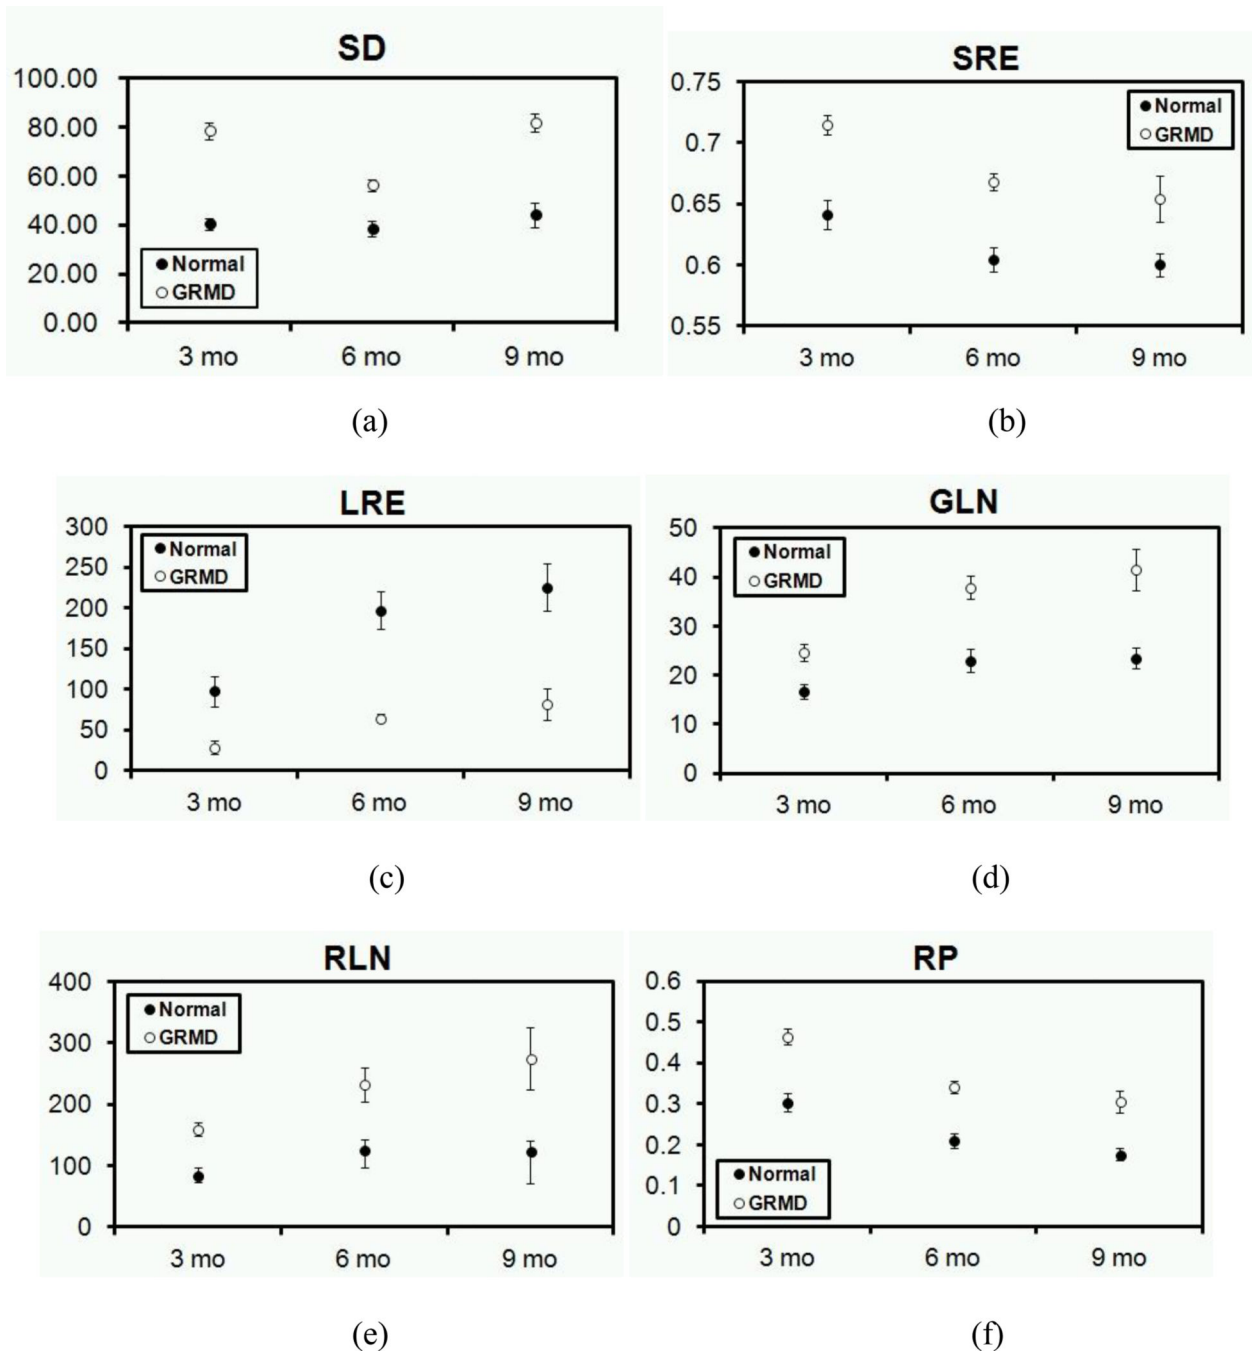 SD
100.00
80.00
60.00
40.00
20.00
0.00
Normal
GRMD
3 mo 6 mo 9 mo
(a)
SRE
0.75
0.7
0.65
0.6
0.55
Normal
GRMD
3 mo 6 mo 9 mo
(b)
LRE
300
250
200
150
100
50
0
Normal
GRMD
3 mo 6 mo 9 mo
(c)
GLN
50
40
30
20
10
0
Normal
GRMD
3 mo 6 mo 9 mo
(d)
RLN
400
300
200
100
0
Normal
GRMD
3 mo 6 mo 9 mo
(e)
RP
0.6
0.5
0.4
0.3
0.2
0.1
0
Normal
GRMD
3 mo 6 mo 9 mo
(f)